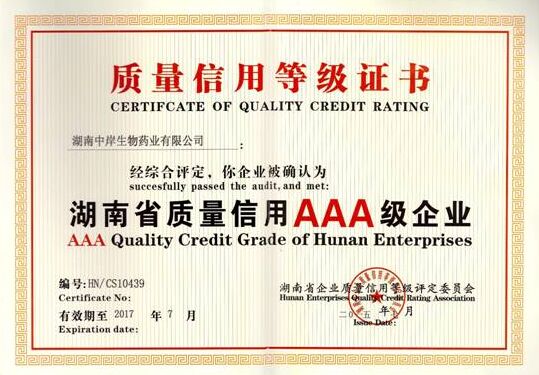 质量信用等级证书
CERTIFCATE OF QUALITY CREDIT RATING
湖南中岸生物药业有限公司：
经综合评定，你企业被确认为
succesfully passed the audit, and met:
湖南省质量信用AAA级企业
AAA Quality Credit Grade of Hunan Enterprises
编号：HN/CS10439
Certificate No:
有效期至 2017 年 7 月
Expiration date:
湖南省企业质量信用等级评定委员会
Hunan Enterprises Quality Credit Rating Association
二〇 五年 月
Issue Date: